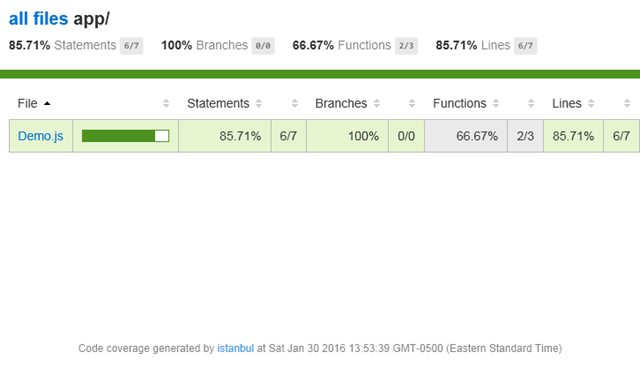 all files app/
85.71% Statements 6/7 100% Branches 0/0 66.67% Functions 2/3 85.71% Lines 6/7
File Statements Branches Functions Lines
Demo.js 85.71% 6/7 100% 0/0 66.67% 2/3 85.71% 6/7
Code coverage generated by istanbul at Sat Jan 30 2016 13:53:39 GMT-0500 (Eastern Standard Time)